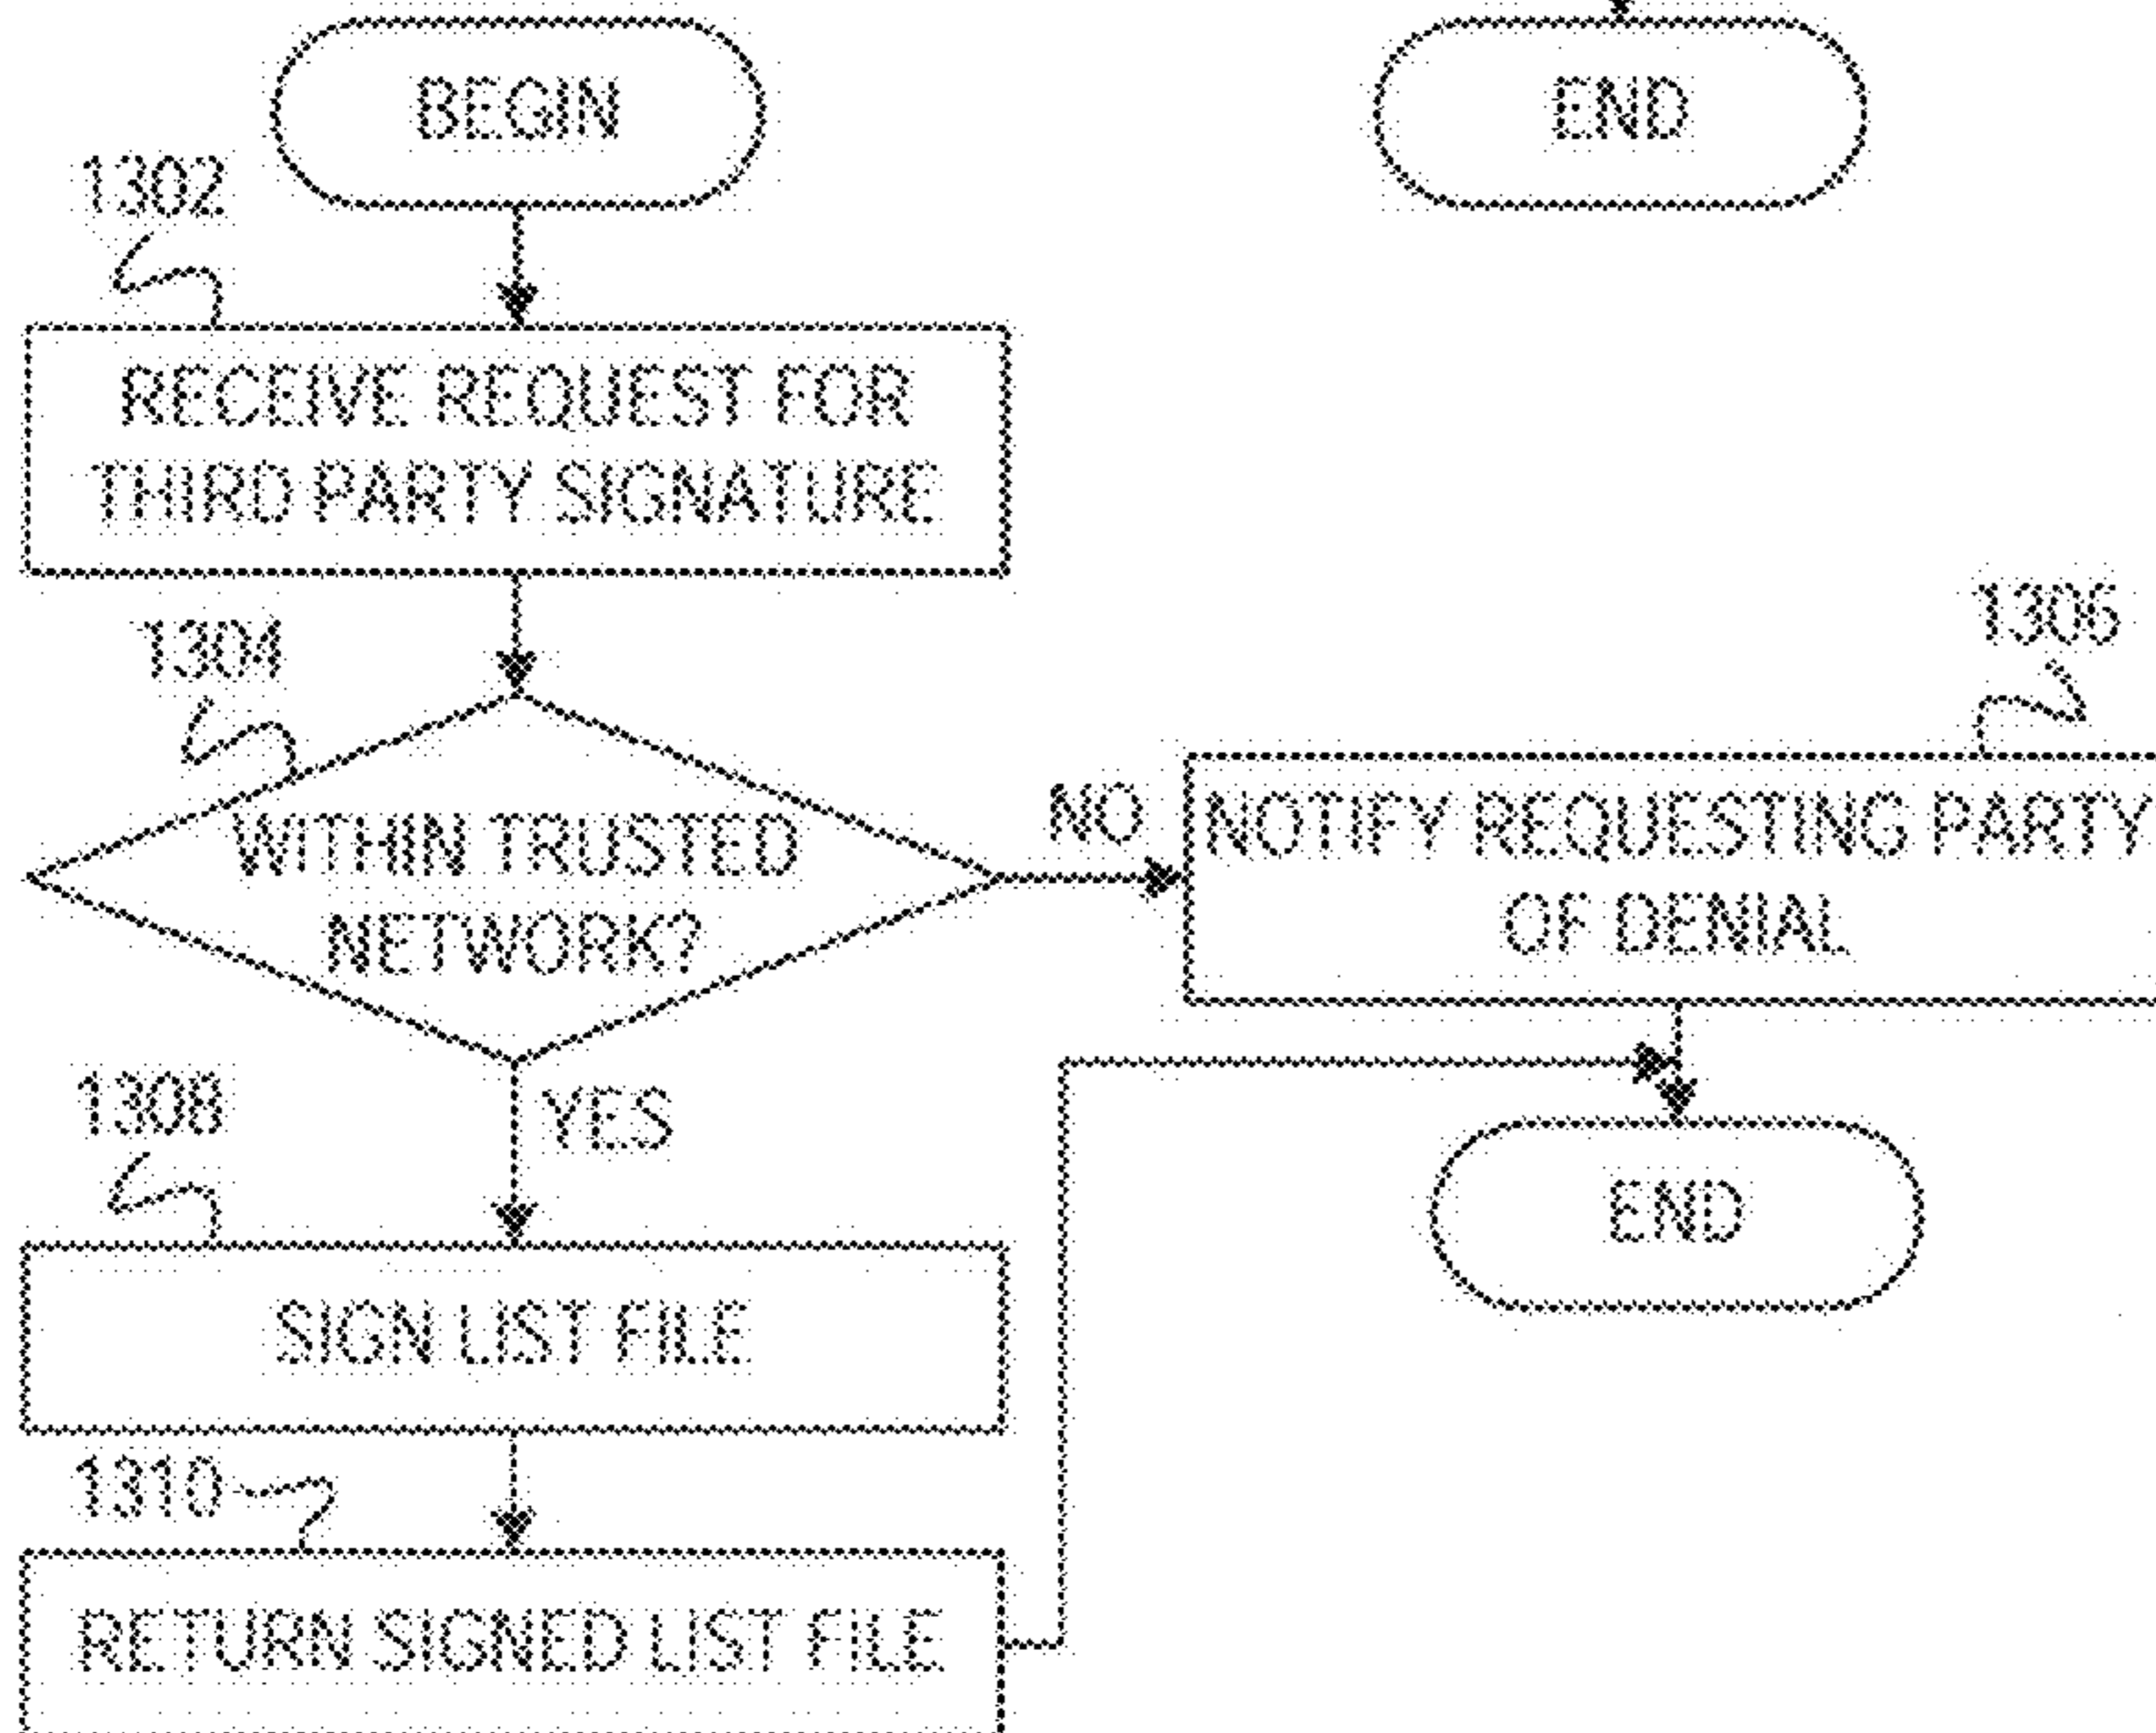 BEGIN
END
1302
RECEIVE REQUEST FOR
THIRD PARTY SIGNATURE
1304
WITHIN TRUSTED
NETWORK?
NO
1306
NOTIFY REQUESTING PARTY
OF DENIAL
YES
END
1308
SIGN LIST FILE
1310
RETURN SIGNED LIST FILE